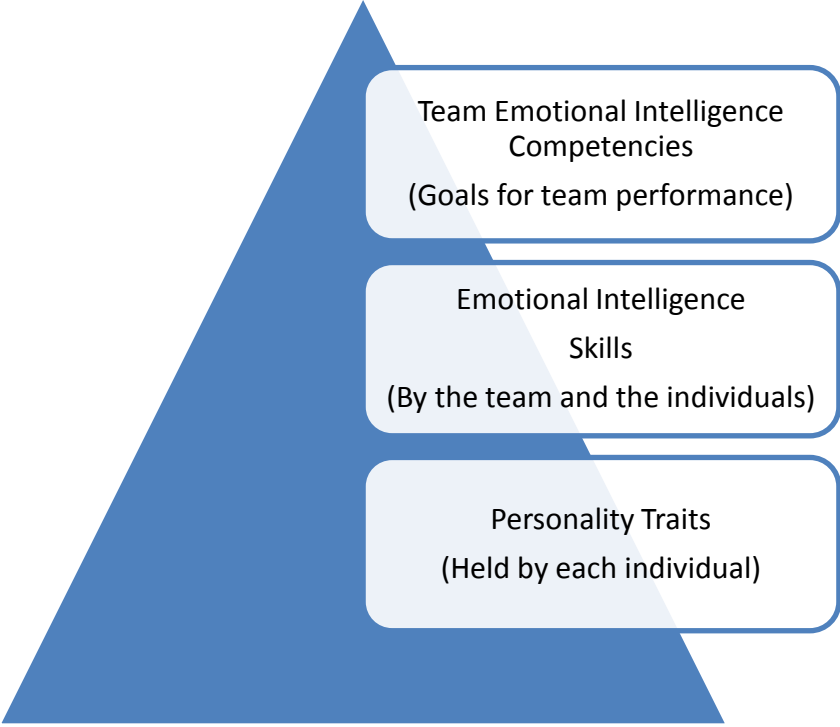 Team Emotional Intelligence
Competencies
(Goals for team performance)
Emotional Intelligence
Skills
(By the team and the individuals)
Personality Traits
(Held by each individual)